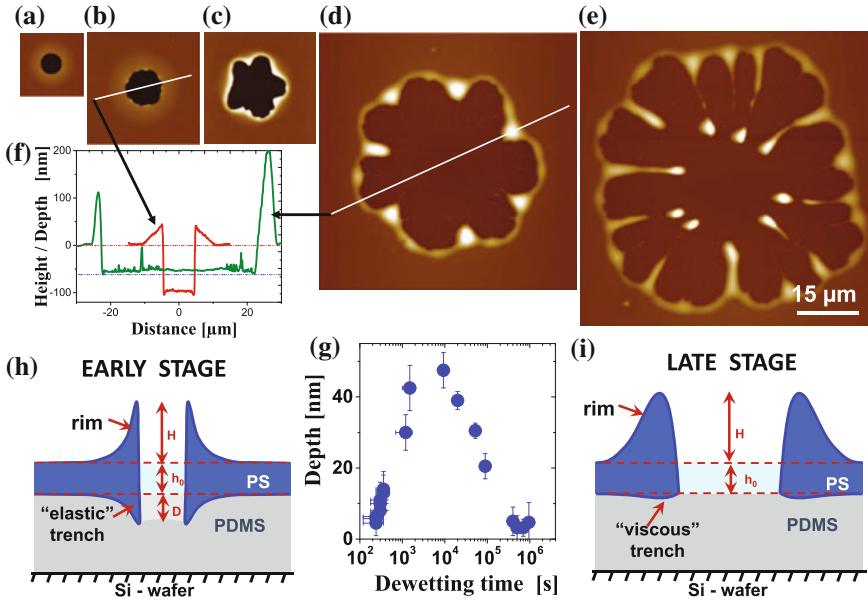 (a)
(b)
(c)
(d)
(e)
(f)
200
100
0
-100
Height / Depth [nm]
-20
0
20
Distance [µm]
15 µm
(h)
EARLY STAGE
rim
H
h₀
PS
D
"elastic"
trench
PDMS
Si - wafer
(g)
40
20
0
Depth [nm]
10²
10³
10⁴
10⁵
10⁶
Dewetting time [s]
(i)
LATE STAGE
rim
H
h₀
PS
"viscous"
trench
PDMS
Si - wafer